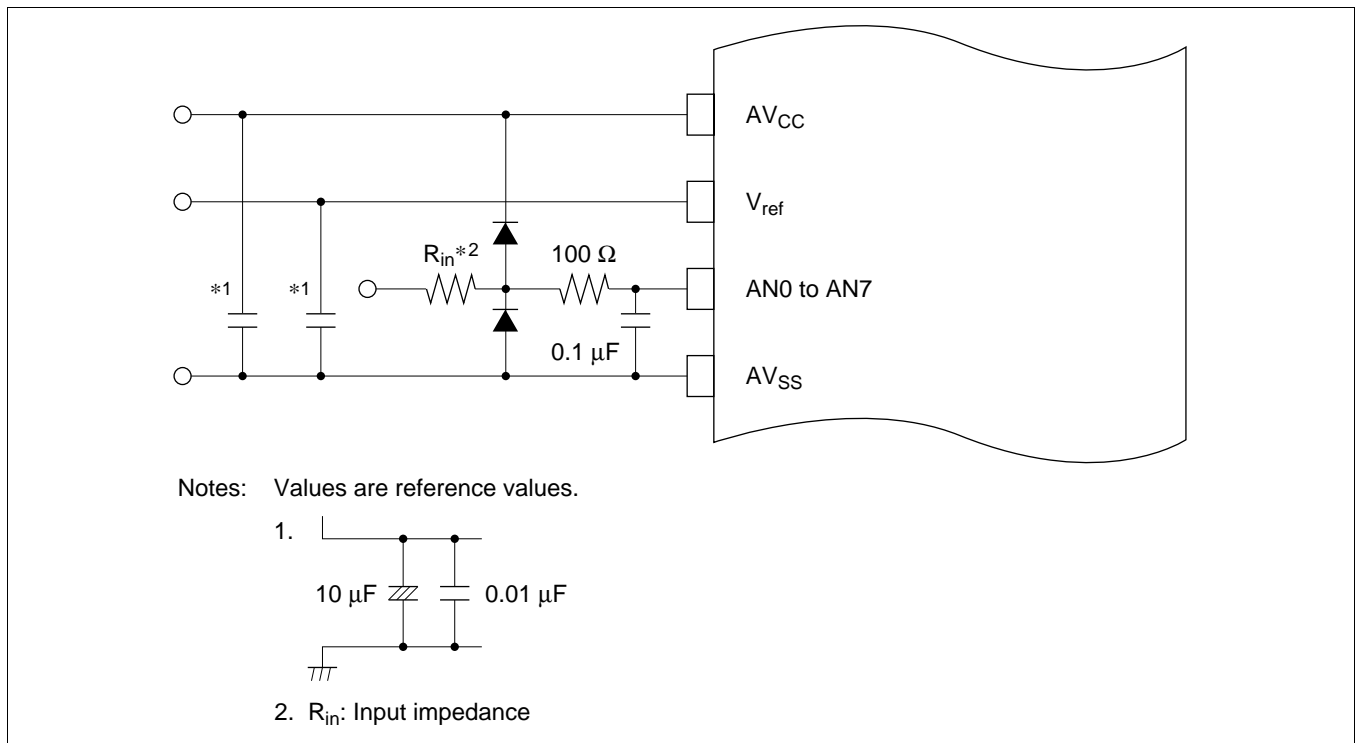 AVCC
Vref
Rin*2
100 Ω
*1
*1
AN0 to AN7
0.1 μF
AVSS
Notes: Values are reference values.
1.
10 μF
0.01 μF
2. Rin: Input impedance